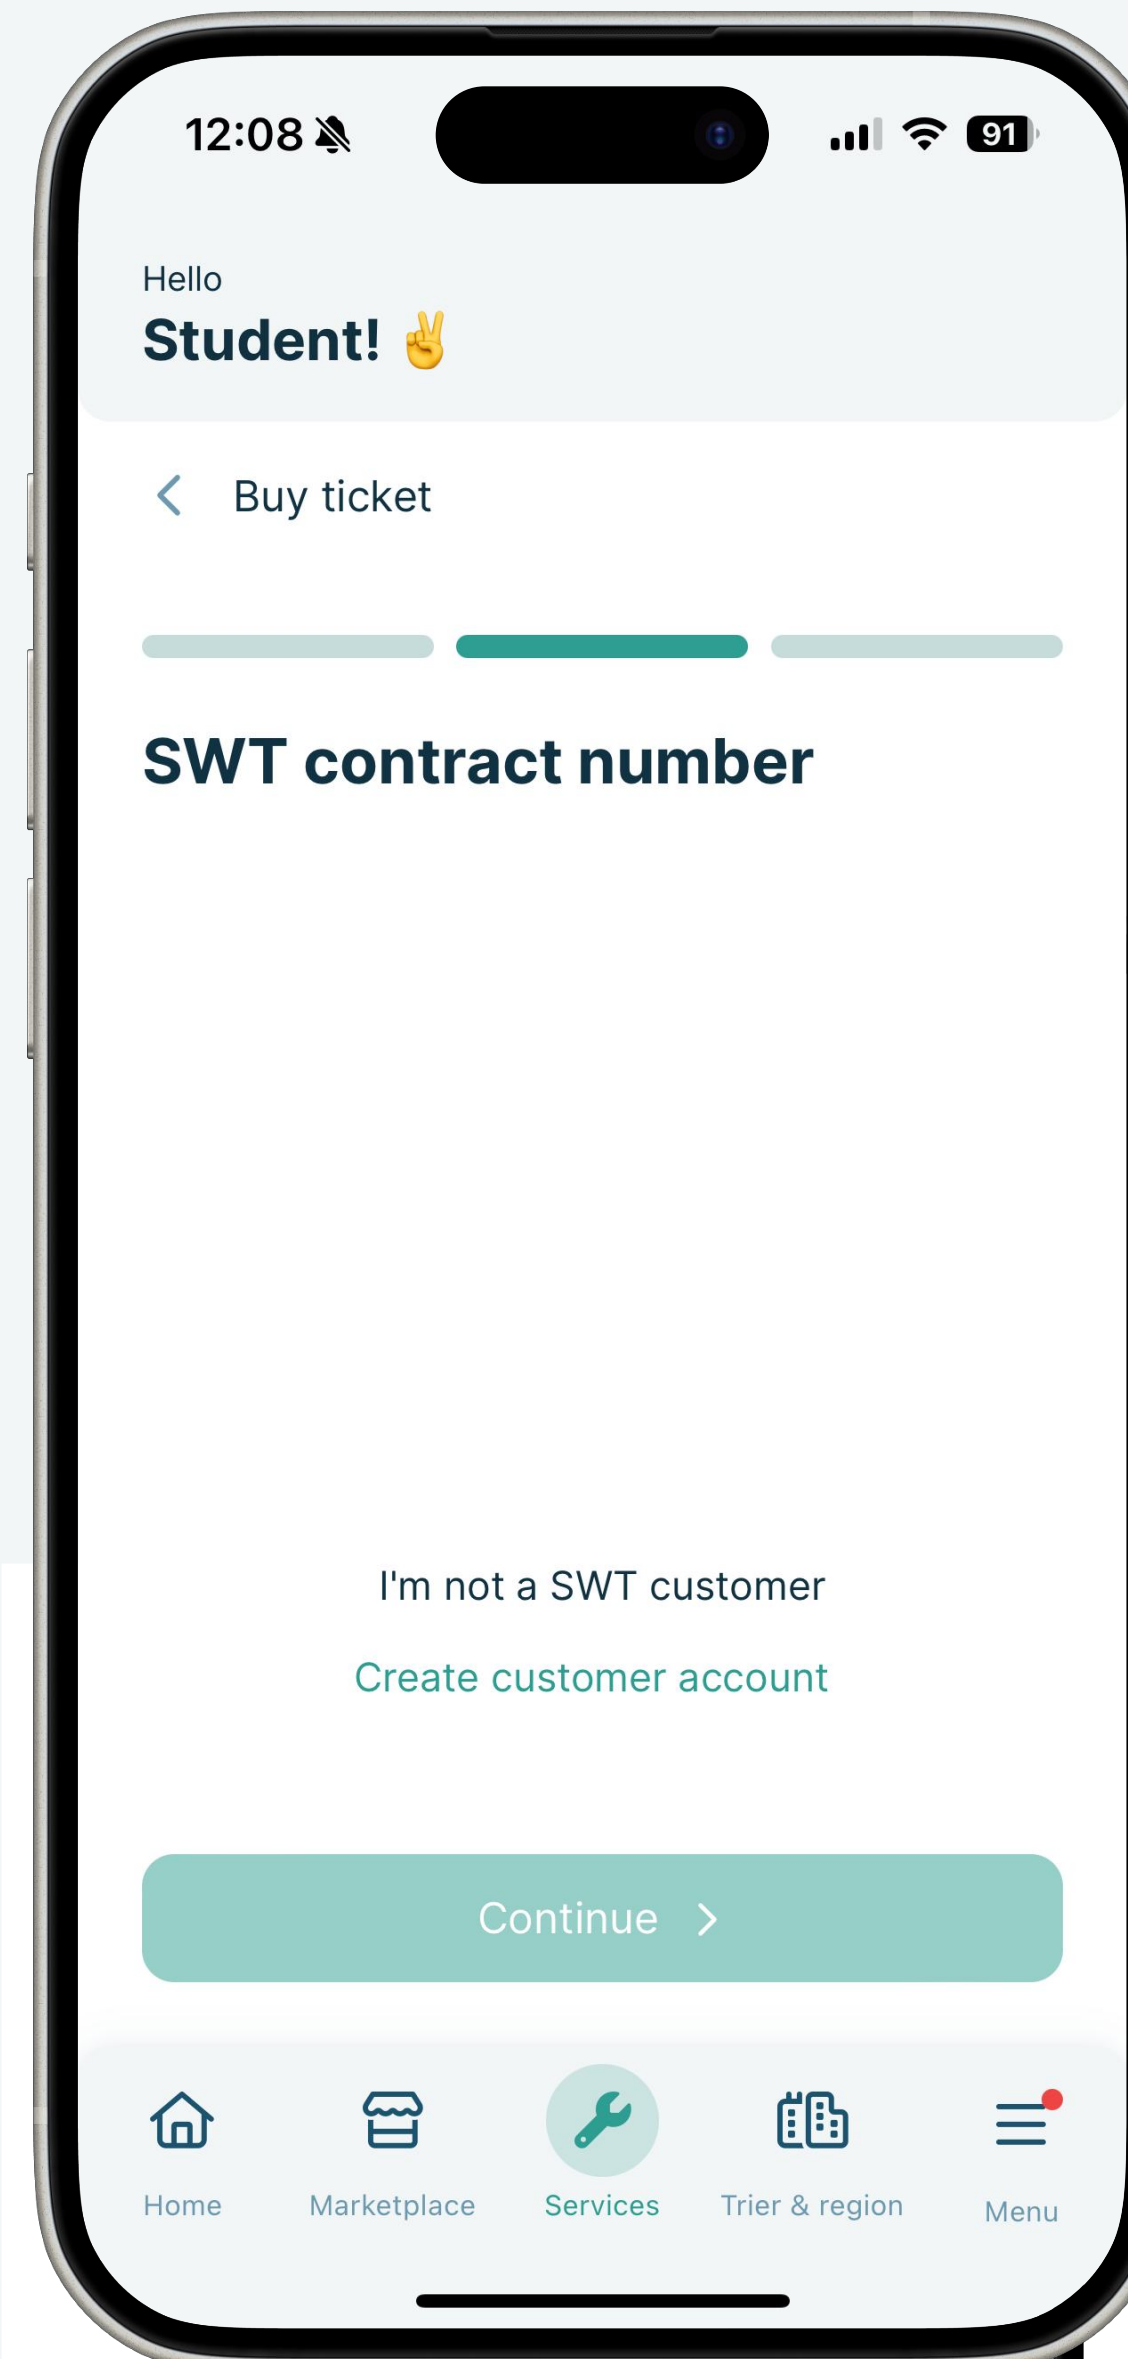 12:08
91
Hello
Student! ✌️
Buy ticket
SWT contract number
I'm not a SWT customer
Create customer account
Continue
Home
Marketplace
Services
Trier & region
Menu